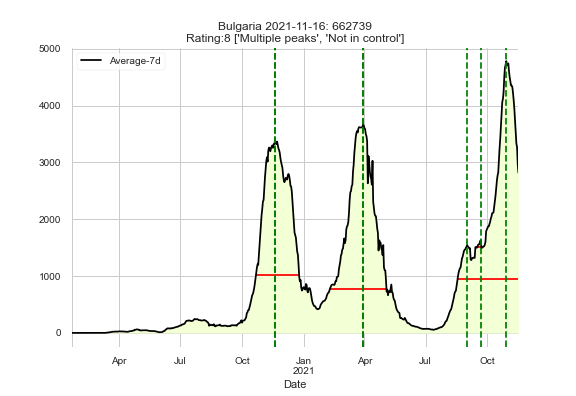 Bulgaria 2021-11-16: 662739
Rating:8 ['Multiple peaks', 'Not in control']
Average-7d
5000
4000
3000
2000
1000
0
Apr Jul Oct Jan Apr Jul Oct
2021
Date